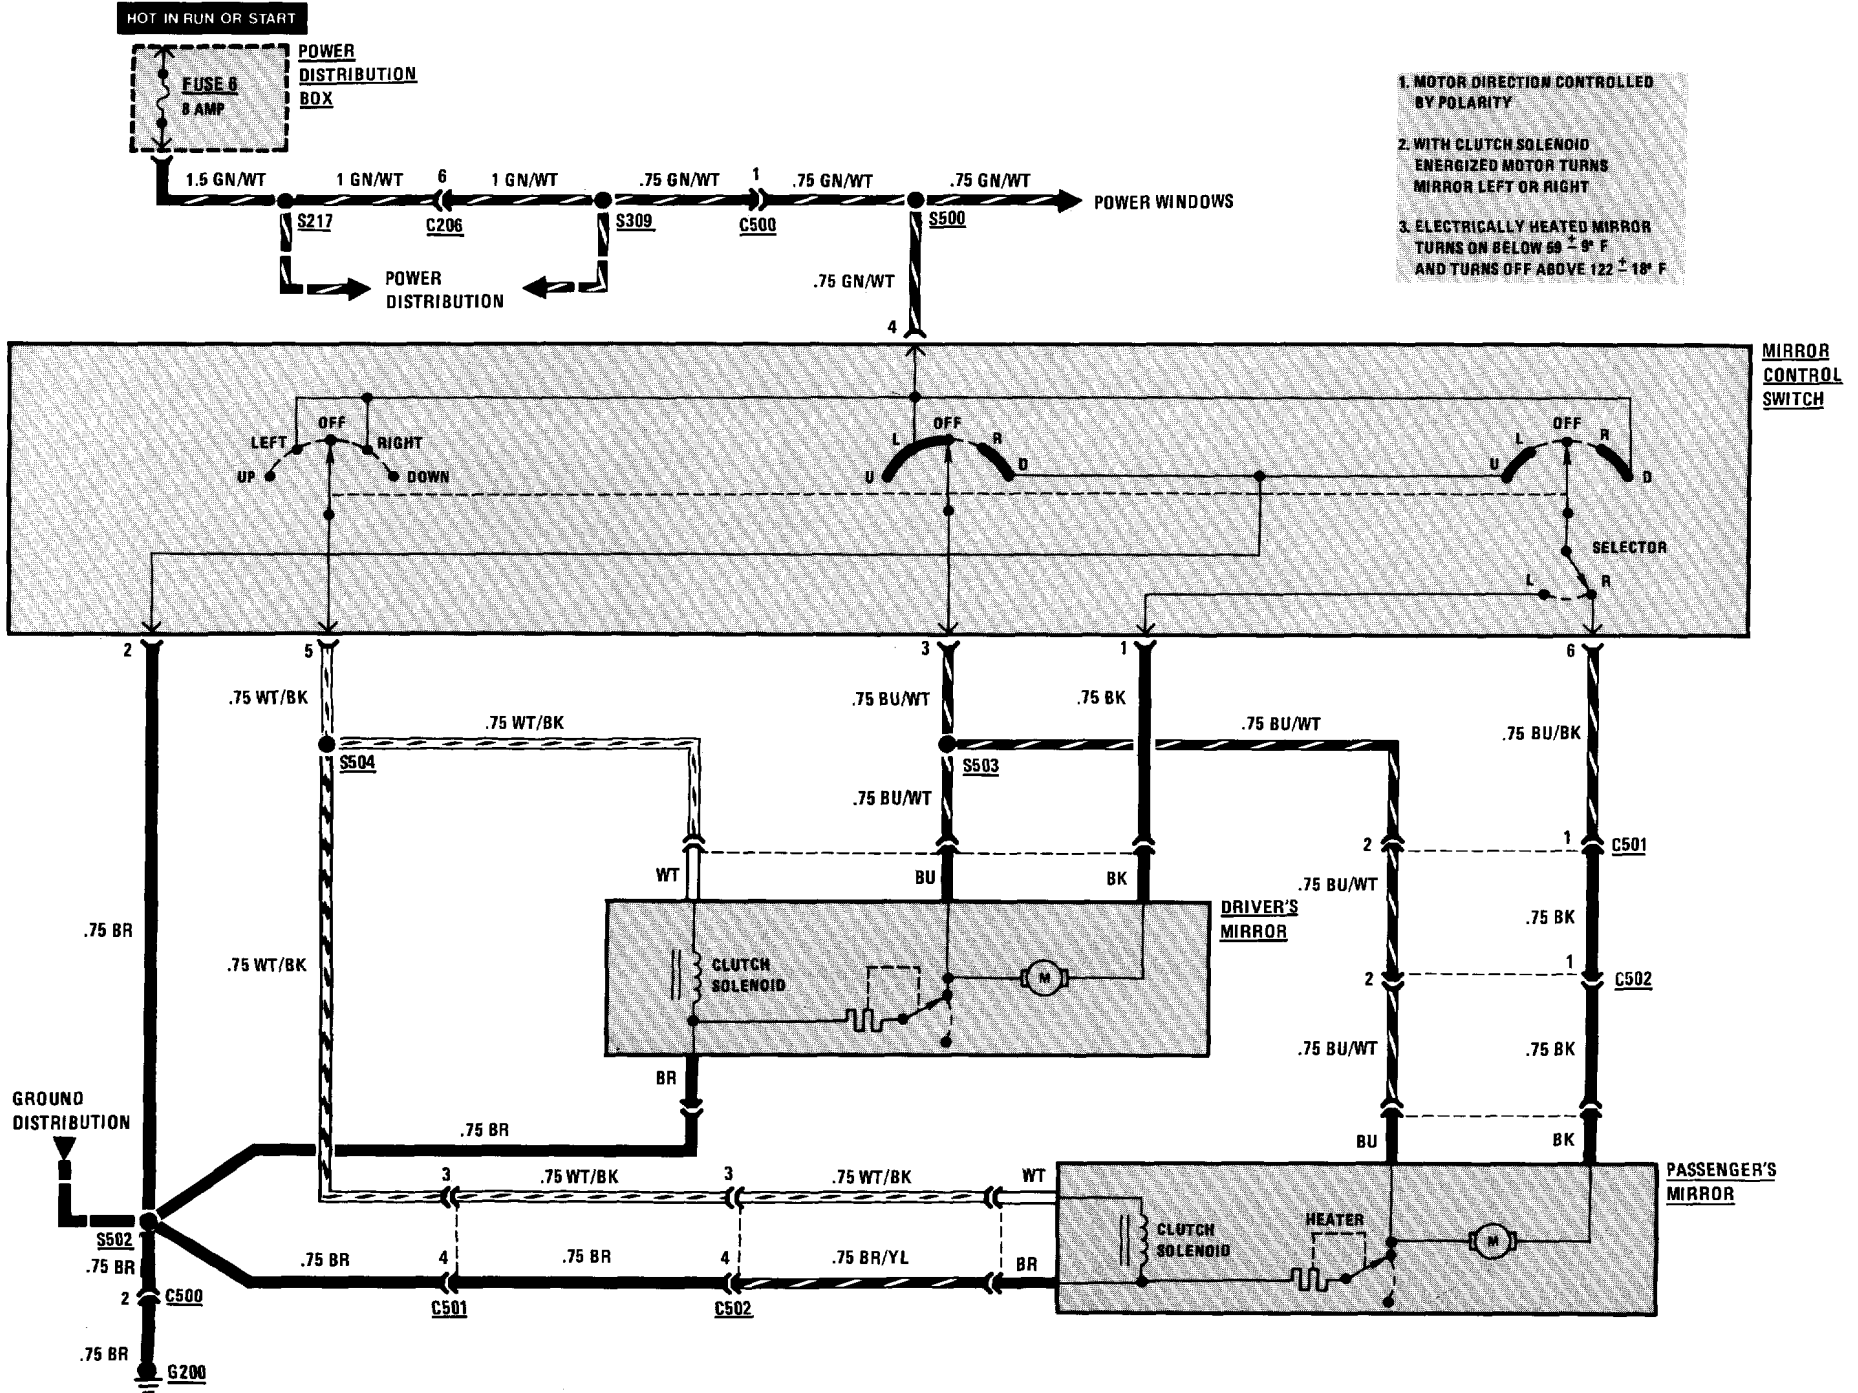 HOT IN RUN OR START
POWER
DISTRIBUTION
BOX
FUSE 8
8 AMP
1. MOTOR DIRECTION CONTROLLED
BY POLARITY
2. WITH CLUTCH SOLENOID
ENERGIZED MOTOR TURNS
MIRROR LEFT OR RIGHT
3. ELECTRICALLY HEATED MIRROR
TURNS ON BELOW 59 ± 9° F
AND TURNS OFF ABOVE 122 ± 18° F
1.5 GN/WT
1 GN/WT
6
1 GN/WT
.75 GN/WT
1
.75 GN/WT
.75 GN/WT
POWER WINDOWS
S217
C206
S309
C500
S500
POWER
DISTRIBUTION
.75 GN/WT
4
MIRROR
CONTROL
SWITCH
OFF
LEFT
RIGHT
UP
DOWN
OFF
L
R
U
D
OFF
L
R
U
D
SELECTOR
L
R
2
5
3
1
6
.75 WT/BK
.75 BU/WT
.75 BK
.75 WT/BK
.75 BU/WT
.75 BU/BK
S504
S503
.75 BU/WT
2
1
C501
WT
BU
BK
.75 BU/WT
DRIVER'S
MIRROR
.75 BR
.75 BK
.75 WT/BK
CLUTCH
SOLENOID
M
2
1
C502
.75 BU/WT
.75 BK
BR
GROUND
DISTRIBUTION
.75 BR
BU
BK
3
.75 WT/BK
3
.75 WT/BK
WT
PASSENGER'S
MIRROR
S502
HEATER
CLUTCH
SOLENOID
M
.75 BR
.75 BR
4
.75 BR
4
.75 BR/YL
BR
2
C500
C501
C502
.75 BR
G200